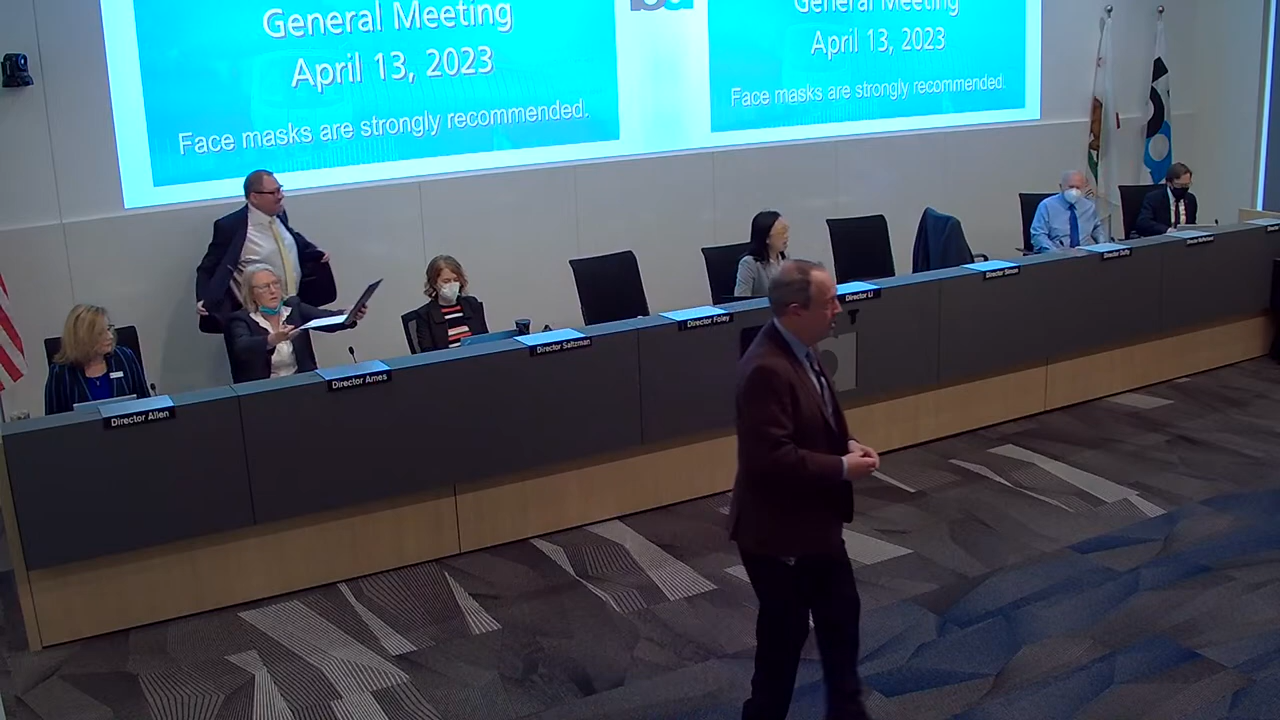 General Meeting
April 13, 2023
Face masks are strongly recommended.
General Meeting
April 13, 2023
Face masks are strongly recommended.
Director Allen
Director Ames
Director Saltzman
Director Foley
Director Li
Director Simon
Director Duffy